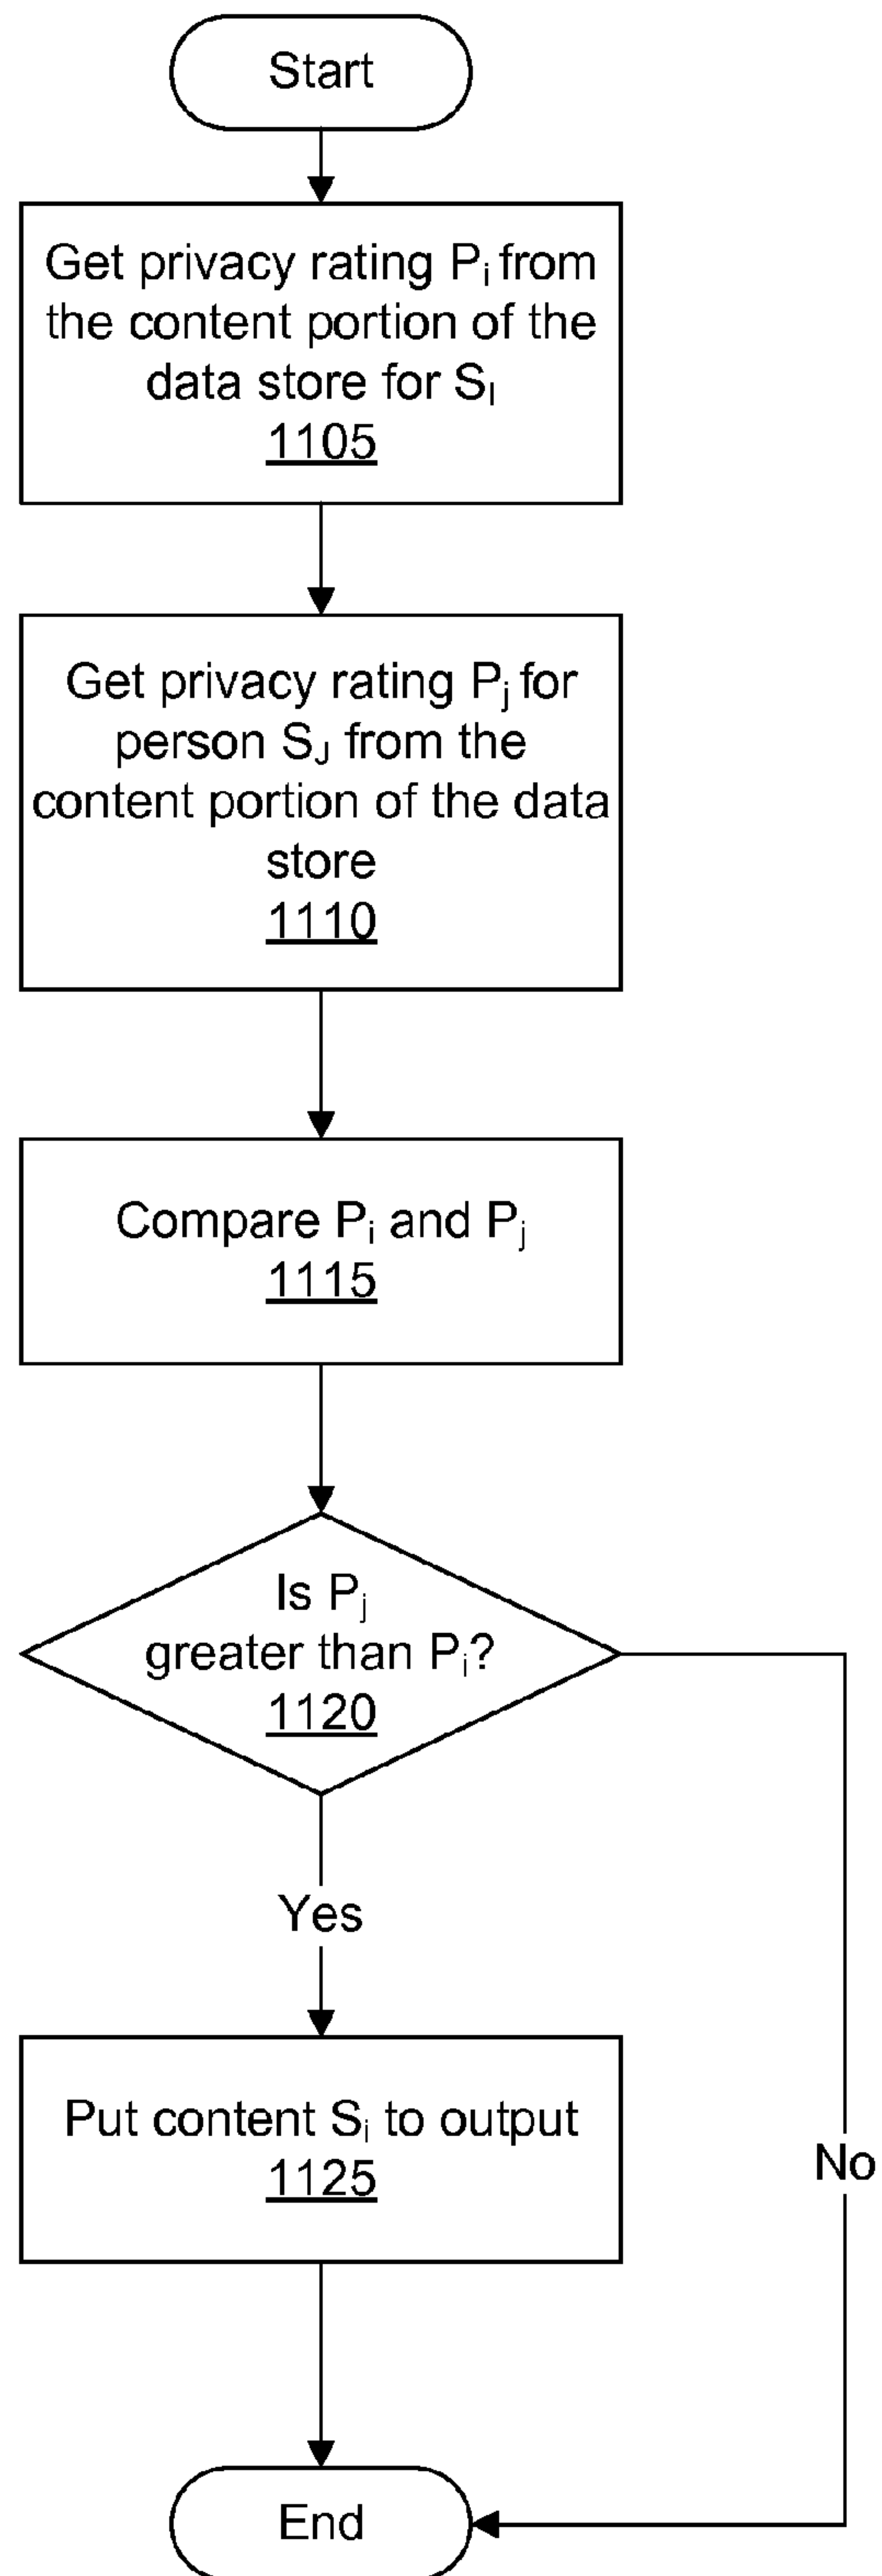 Start
Get privacy rating Pi from
the content portion of the
data store for SI
1105
Get privacy rating Pj for
person SJ from the
content portion of the data
store
1110
Compare Pi and Pj
1115
Is Pj
greater than Pi?
1120
Yes
Put content Si to output
1125
No
End